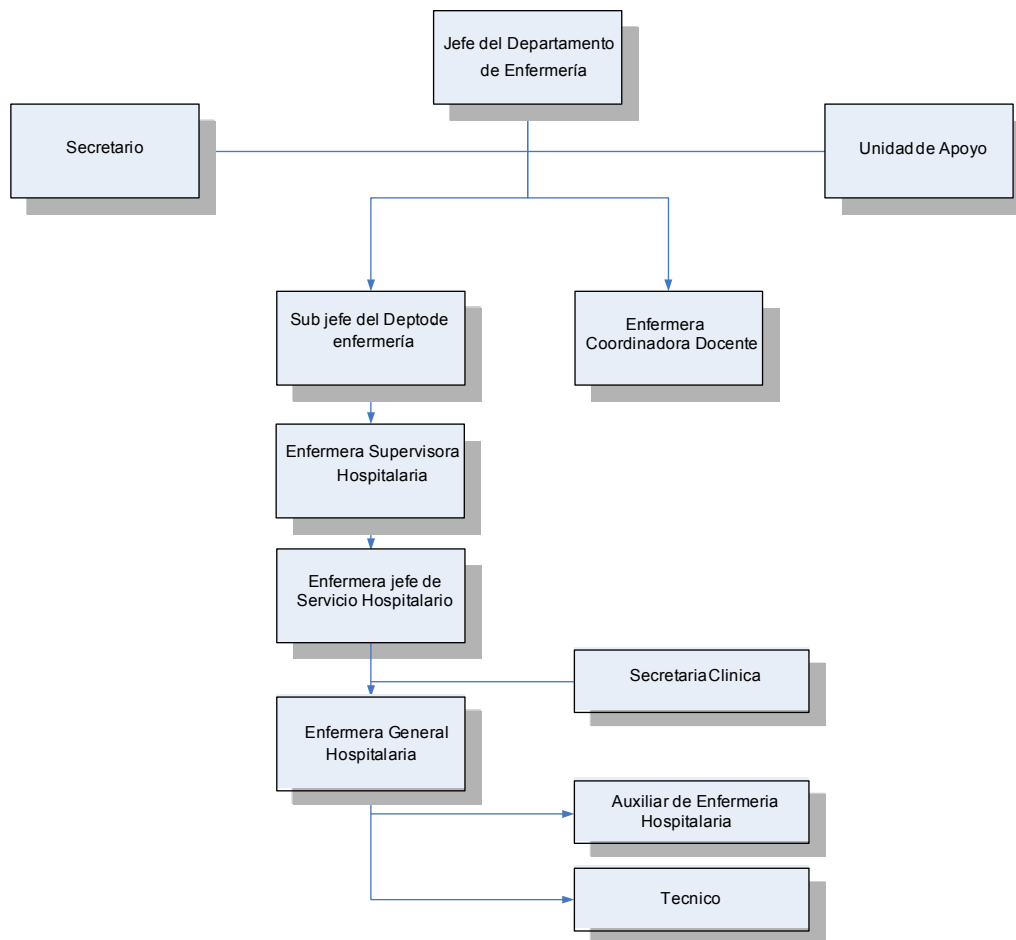 Jefe del Departamento
de Enfermería
Secretario
Unidad de Apoyo
Sub jefe del Deptode
enfermería
Enfermera
Coordinadora Docente
Enfermera Supervisora
Hospitalaria
Enfermera jefe de
Servicio Hospitalario
Secretaria Clinica
Enfermera General
Hospitalaria
Auxiliar de Enfermeria
Hospitalaria
Tecnico